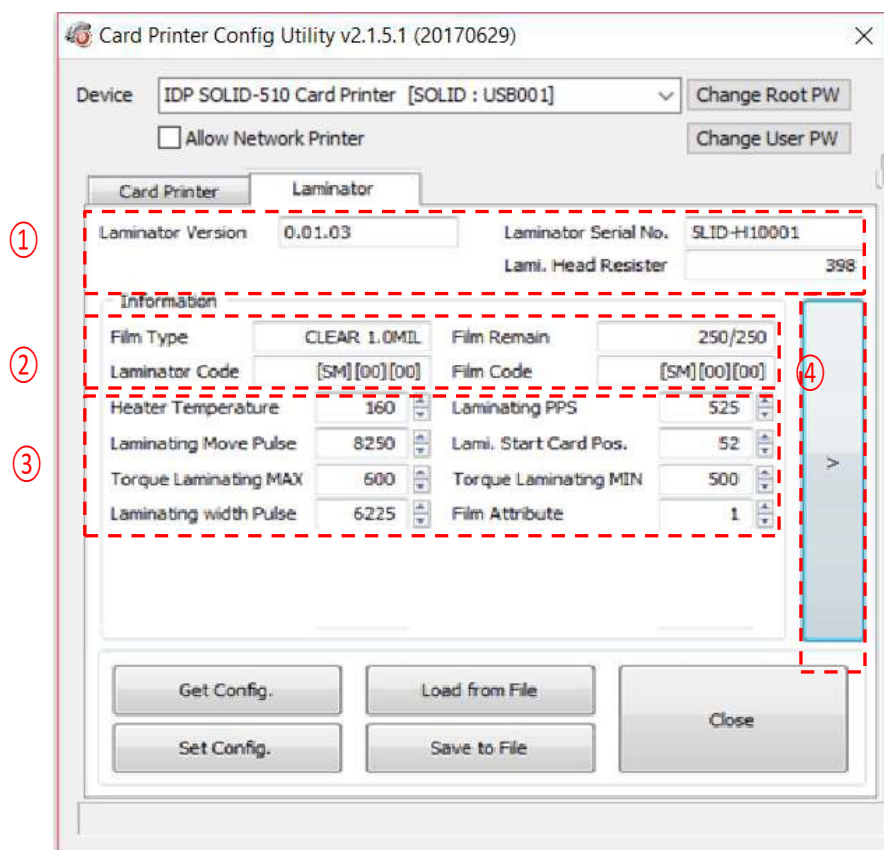 Card Printer Config Utility v2.1.5.1 (20170629)
Device IDP SOLID-510 Card Printer [SOLID : USB001] Change Root PW
Allow Network Printer Change User PW
Card Printer Laminator
① Laminator Version 0.01.03 Laminator Serial No. SLID-H10001
Lami. Head Resister 398
Information
Film Type CLEAR 1.0MIL Film Remain 250/250
② Laminator Code [SM][00][00] Film Code [SM][00][00] ④
Heater Temperature 160 Laminating PPS 525
Laminating Move Pulse 8250 Lami. Start Card Pos. 52
③ Torque Laminating MAX 600 Torque Laminating MIN 500 >
Laminating width Pulse 6225 Film Attribute 1
Get Config. Load from File
Close
Set Config. Save to File